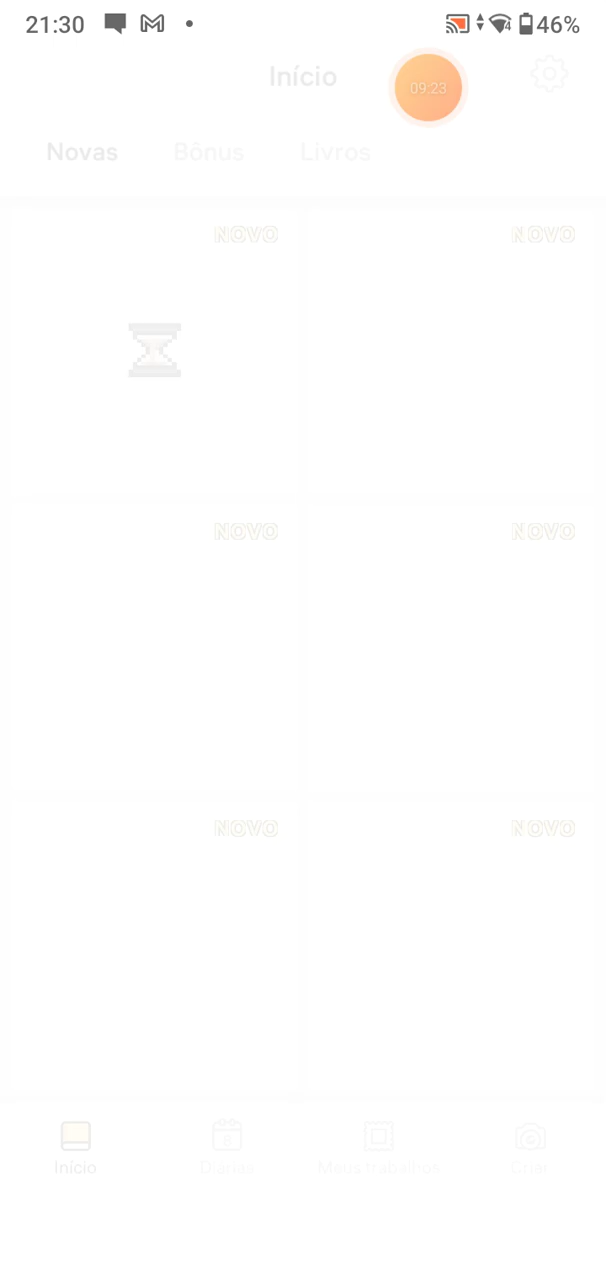 21:30 4 46%
Início
09:23
Novas Bônus Livros
NOVO NOVO
NOVO NOVO
NOVO NOVO
Início Diárias Meus trabalhos Criar